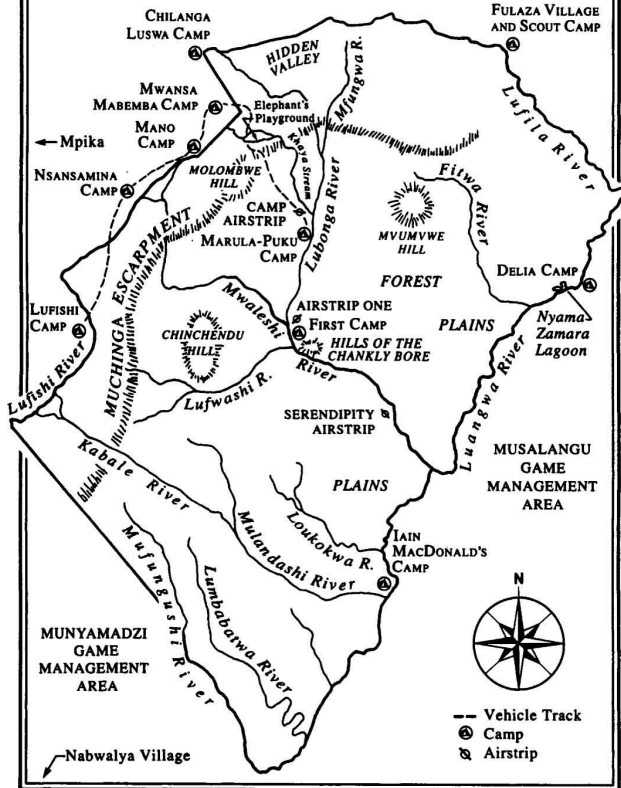 CHILANGA
LUSWA CAMP
FULAZA VILLAGE
AND SCOUT CAMP
HIDDEN
VALLEY
Mfungwa R.
MWANSA
MABEMBA CAMP
Elephant's
Playground
Lufila River
Mpika
MANO
CAMP
Khaya Stream
MOLOMBWE
HILL
Fitwa
River
NSANSAMINA
CAMP
CAMP
AIRSTRIP
MARULA-PUKU
CAMP
Lubonga River
MVUMVWE
HILL
MUCHINGA ESCARPMENT
FOREST
DELIA CAMP
Mwaleshi
River
AIRSTRIP ONE
FIRST CAMP
PLAINS
Nyama-
Zamara
Lagoon
LUFISHI
CAMP
CHINCHENDU
HILL
HILLS OF THE
CHANKLY BORE
Lufishi River
Lufwashi R.
SERENDIPITY
AIRSTRIP
Luangwa River
Kabale River
PLAINS
MUSALANGU
GAME
MANAGEMENT
AREA
Loukokwa R.
Mulandashi River
IAIN
MACDONALD'S
CAMP
Mufungushi River
Lumbabatwa River
N
MUNYAMADZI
GAME
MANAGEMENT
AREA
Vehicle Track
Camp
Airstrip
Nabwalya Village